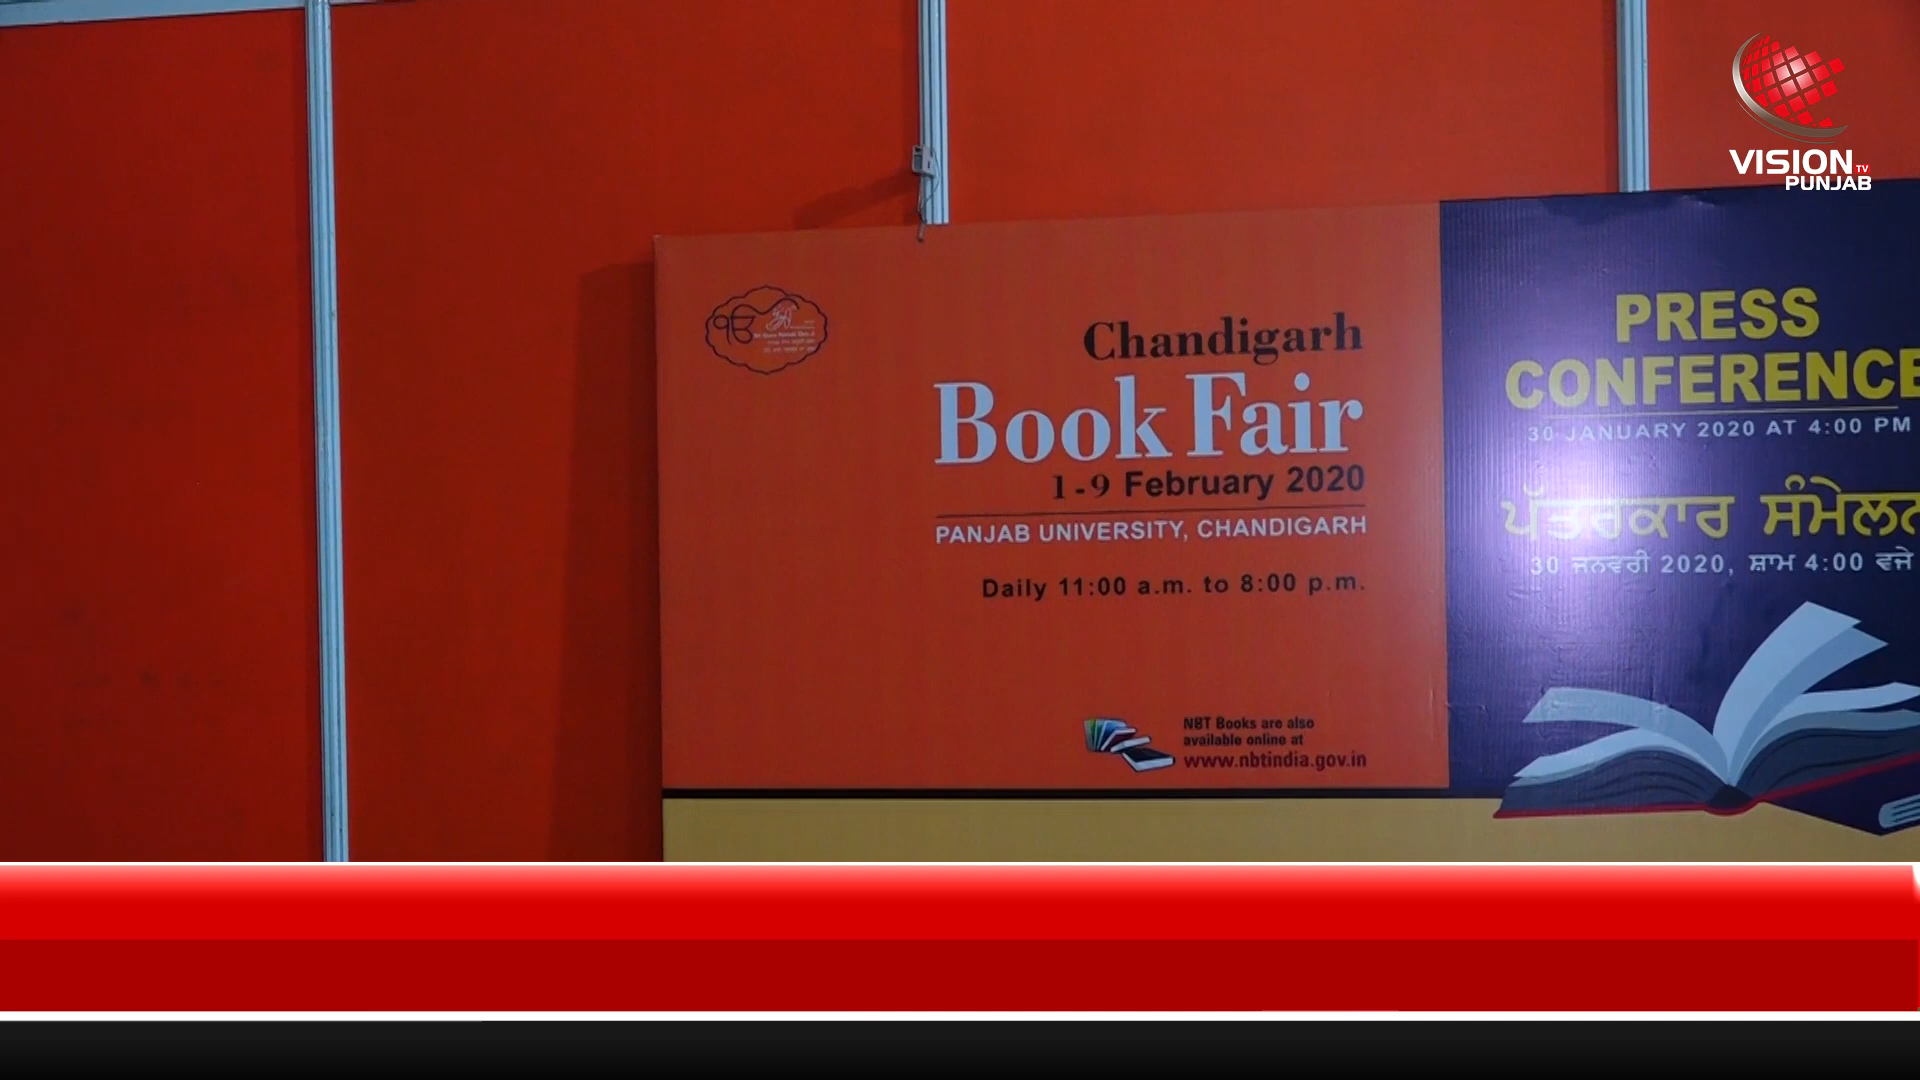 VISION TV
PUNJAB
ੴ
Chandigarh
Book Fair
1-9 February 2020
PANJAB UNIVERSITY, CHANDIGARH
Daily 11:00 a.m. to 8:00 p.m.
NBT Books are also
available online at
www.nbtindia.gov.in
PRESS
CONFERENCE
30 JANUARY 2020 AT 4:00 PM
ਪੱਤਰਕਾਰ ਸੰਮੇਲਨ
30 ਜਨਵਰੀ 2020, ਸ਼ਾਮ 4:00 ਵਜੇ